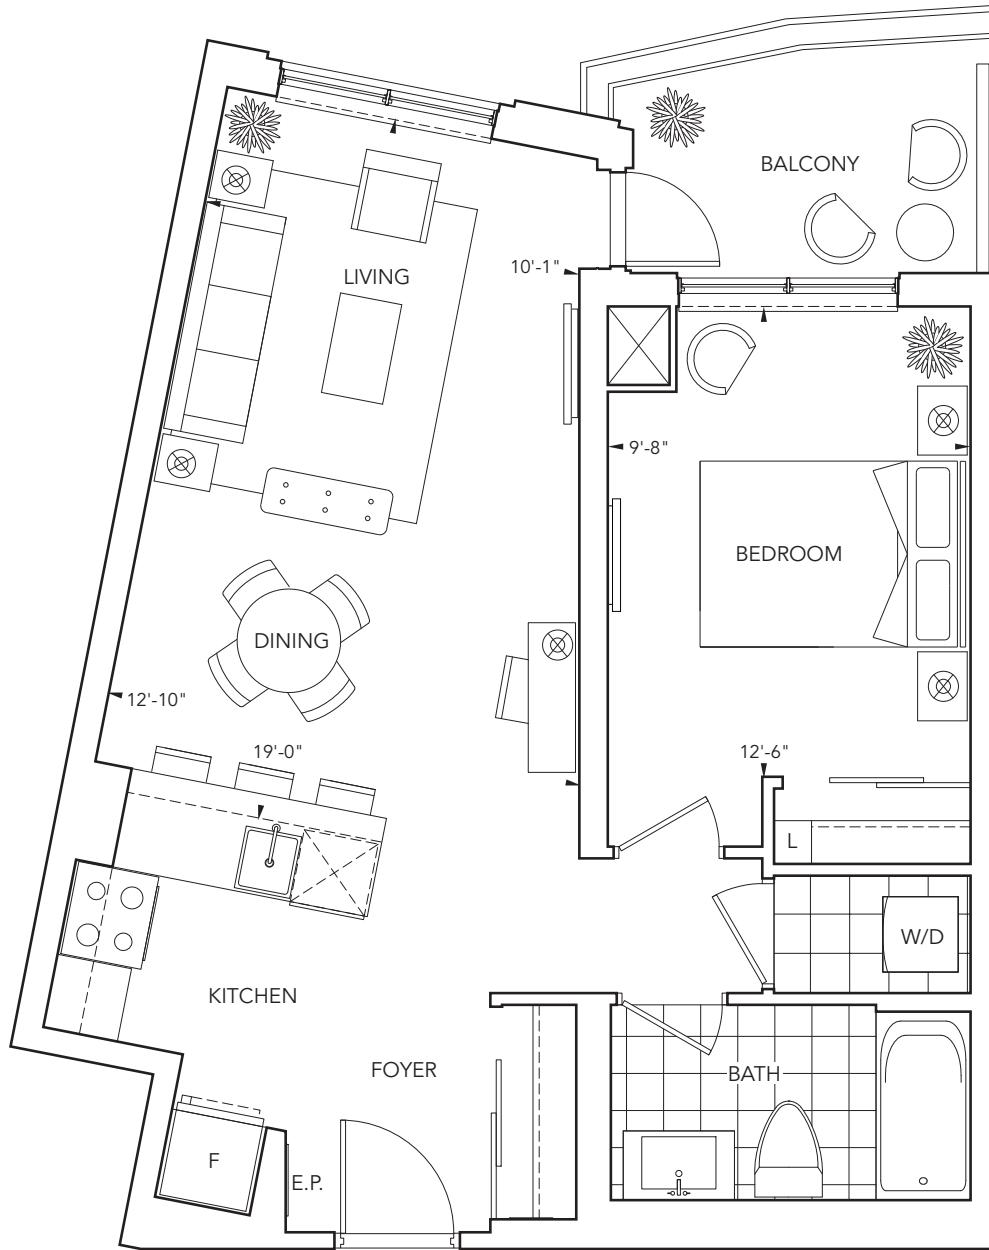 BALCONY
LIVING
10'-1"
9'-8"
BEDROOM
DINING
12'-10"
19'-0"
12'-6"
L
W/D
KITCHEN
FOYER
BATH
F
E.P.